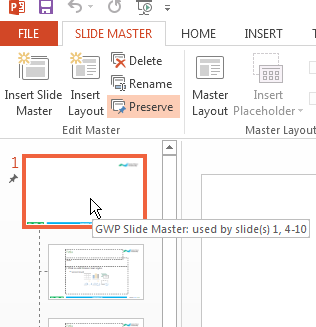 FILE SLIDE MASTER HOME INSERT
Insert Slide Master
Insert Layout
Delete
Rename
Preserve
Master Layout
Insert Placeholder
Edit Master
Master Layou
1
GWP Slide Master: used by slide(s) 1, 4-10